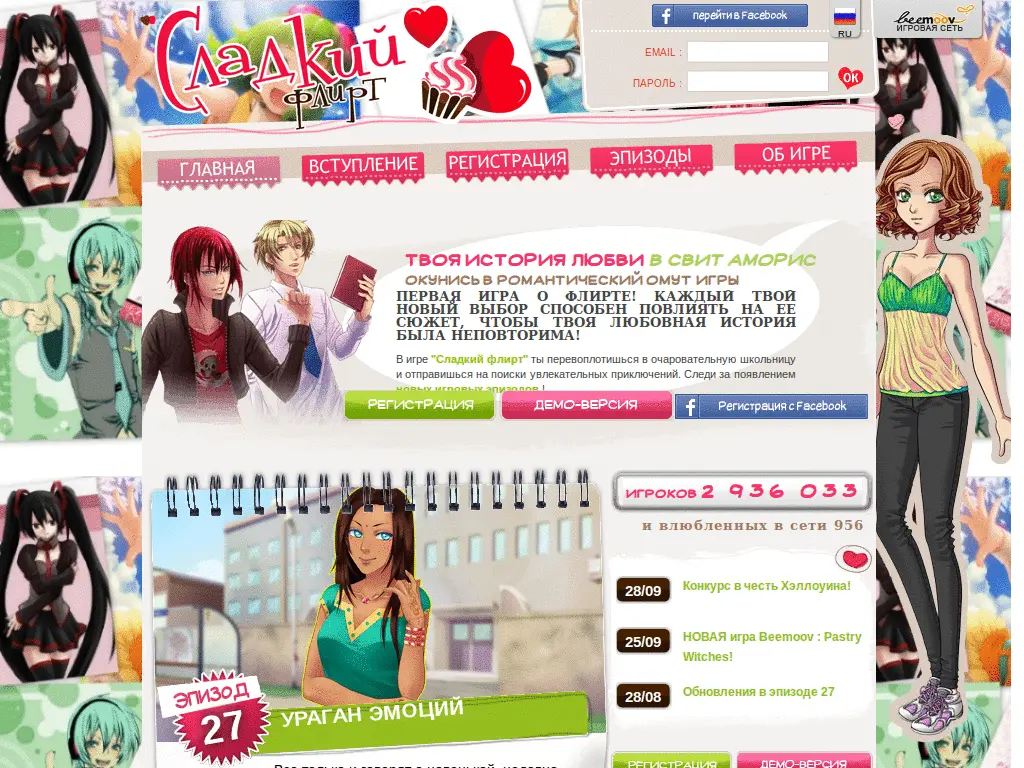 Сладкий
флирт
перейти в Facebook
RU
beemoov
ИГРОВАЯ СЕТЬ
EMAIL :
ПАРОЛЬ :
OK
ГЛАВНАЯ
ВСТУПЛЕНИЕ
РЕГИСТРАЦИЯ
ЭПИЗОДЫ
ОБ ИГРЕ
ТВОЯ ИСТОРИЯ ЛЮБВИ В СВИТ АМОРИС
ОКУНИСЬ В РОМАНТИЧЕСКИЙ ОМУТ ИГРЫ
ПЕРВАЯ ИГРА О ФЛИРТЕ! КАЖДЫЙ ТВОЙ
НОВЫЙ ВЫБОР СПОСОБЕН ПОВЛИЯТЬ НА ЕЕ
СЮЖЕТ, ЧТОБЫ ТВОЯ ЛЮБОВНАЯ ИСТОРИЯ
БЫЛА НЕПОВТОРИМА!
В игре "Сладкий флирт" ты перевоплотишься в очаровательную школьницу
и отправишься на поиски увлекательных приключений. Следи за появлением
новых игровых эпизодов !
РЕГИСТРАЦИЯ
ДЕМО-ВЕРСИЯ
Регистрация с Facebook
ИГРОКОВ 2 936 033
и влюбленных в сети 956
28/09
Конкурс в честь Хэллоуина!
25/09
НОВАЯ игра Beemoov : Pastry
Witches!
28/08
Обновления в эпизоде 27
ЭПИЗОД
27
УРАГАН ЭМОЦИЙ
РЕГИСТРАЦИЯ
ДЕМО-ВЕРСИЯ